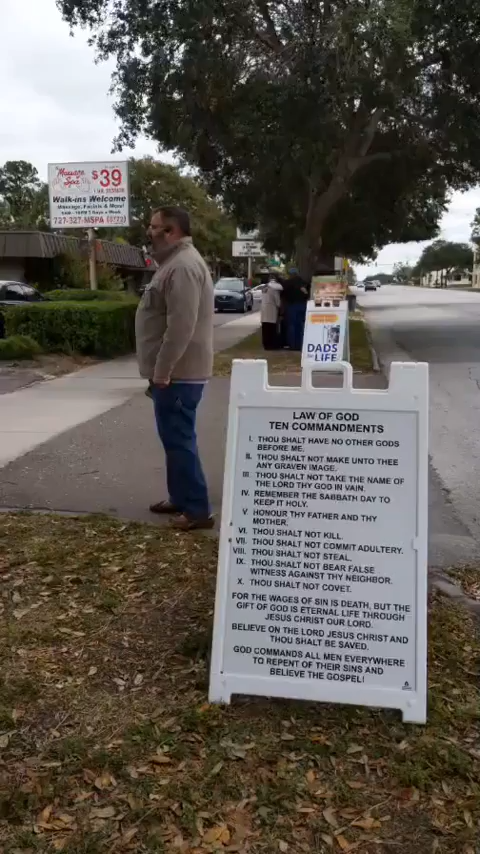 Massage
Spa
$39
Walk-ins Welcome
727-327-MSPA (6772)
DADS
LIFE
LAW OF GOD
TEN COMMANDMENTS
I. THOU SHALT HAVE NO OTHER GODS
BEFORE ME.
II. THOU SHALT NOT MAKE UNTO THEE
ANY GRAVEN IMAGE.
III. THOU SHALT NOT TAKE THE NAME OF
THE LORD THY GOD IN VAIN.
IV. REMEMBER THE SABBATH DAY TO
KEEP IT HOLY.
V. HONOUR THY FATHER AND THY
MOTHER.
VI. THOU SHALT NOT KILL.
VII. THOU SHALT NOT COMMIT ADULTERY.
VIII. THOU SHALT NOT STEAL.
IX. THOU SHALT NOT BEAR FALSE
WITNESS AGAINST THY NEIGHBOR.
X. THOU SHALT NOT COVET.
FOR THE WAGES OF SIN IS DEATH, BUT THE
GIFT OF GOD IS ETERNAL LIFE THROUGH
JESUS CHRIST OUR LORD.
BELIEVE ON THE LORD JESUS CHRIST AND
THOU SHALT BE SAVED.
GOD COMMANDS ALL MEN EVERYWHERE
TO REPENT OF THEIR SINS AND
BELIEVE THE GOSPEL!